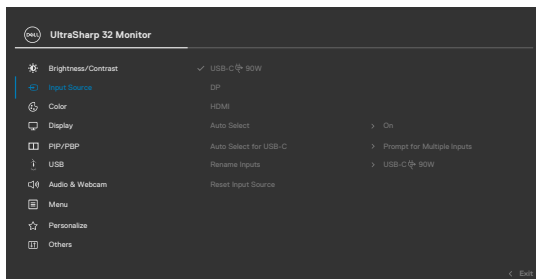 DELL UltraSharp 32 Monitor
Brightness/Contrast ✓ USB-C 90W
Input Source DP
Color HDMI
Display Auto Select > On
PIP/PBP Auto Select for USB-C > Prompt for Multiple Inputs
USB Rename Inputs > USB-C 90W
Audio & Webcam Reset Input Source
Menu
Personalize
Others
< Exit